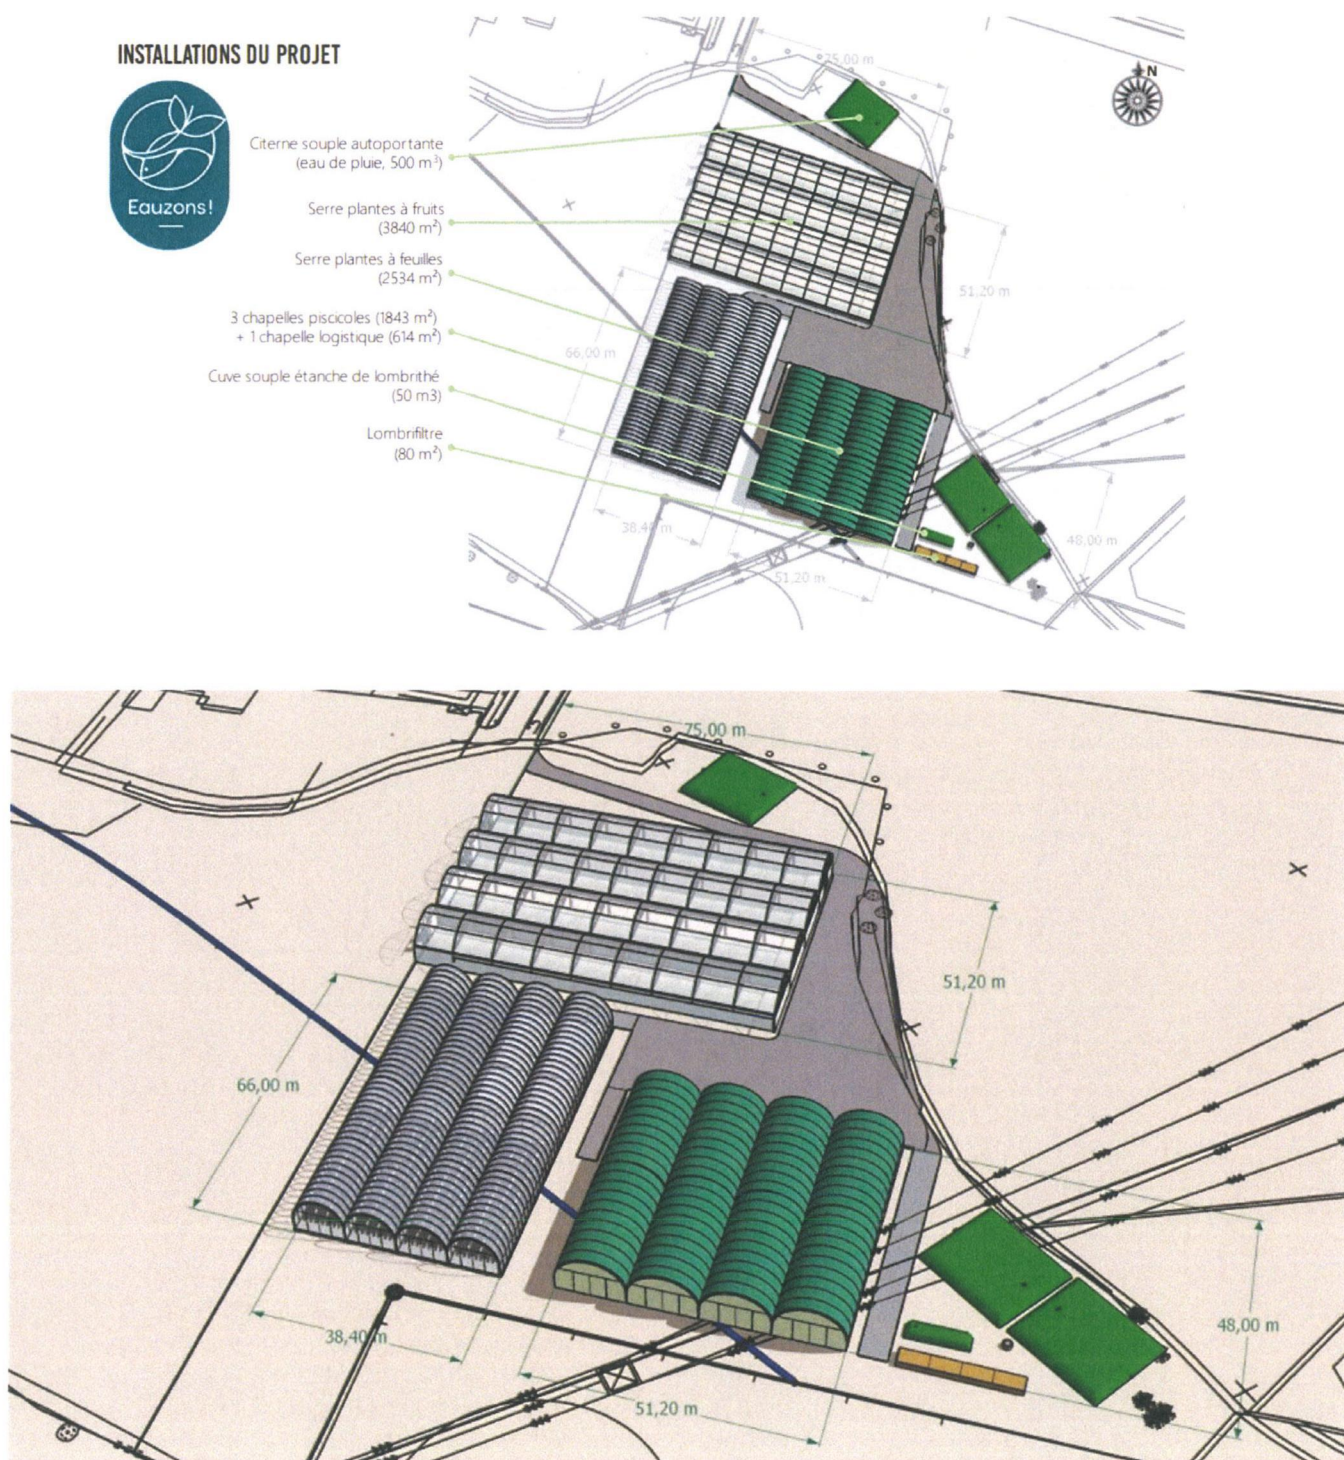 INSTALLATIONS DU PROJET
Eauzons!
Citerne souple autoportante
(eau de pluie, 500 m³)
Serre plantes à fruits
(3840 m²)
Serre plantes à feuilles
(2534 m²)
3 chapelles piscicoles (1843 m²)
+ 1 chapelle logistique (614 m²)
Cuve souple étanche de lombrithé
(50 m3)
Lombrifiltre
(80 m²)
N
75,00 m
51,20 m
66,00 m
38,40 m
51,20 m
48,00 m
75,00 m
51,20 m
66,00 m
38,40 m
51,20 m
48,00 m